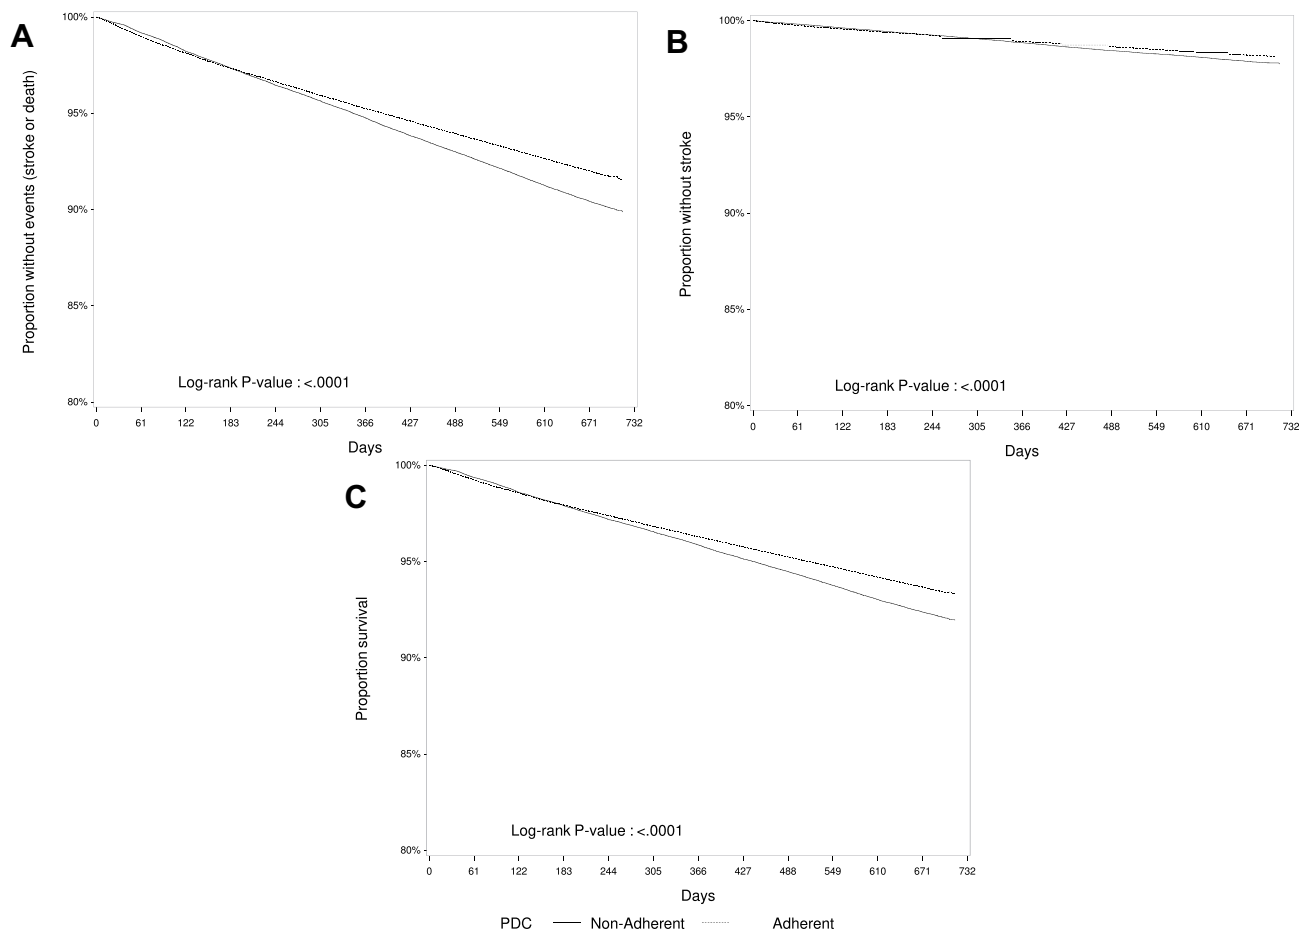 A
Proportion without events (stroke or death)
100%
95%
90%
85%
80%
Log-rank P-value : <.0001
0 61 122 183 244 305 366 427 488 549 610 671 732
Days
B
Proportion without stroke
100%
95%
90%
85%
80%
Log-rank P-value : <.0001
0 61 122 183 244 305 366 427 488 549 610 671 732
Days
C
Proportion survival
100%
95%
90%
85%
80%
Log-rank P-value : <.0001
0 61 122 183 244 305 366 427 488 549 610 671 732
Days
PDC Non-Adherent Adherent